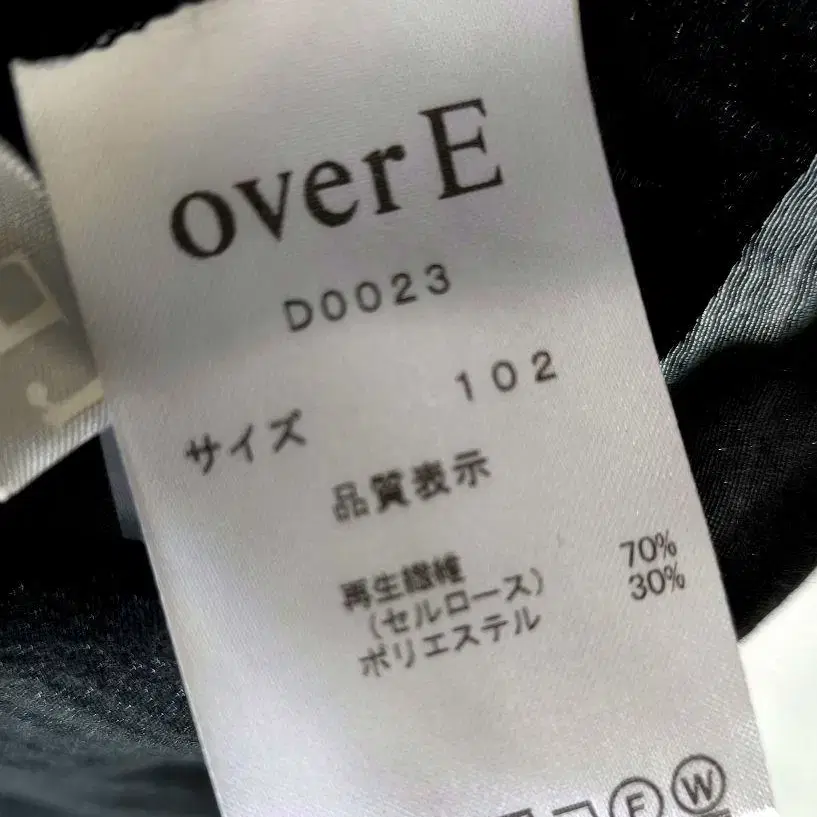 over E
D0023
サイズ 102
品質表示
再生繊維 70%
(セルロース) 30%
ポリエステル
F W